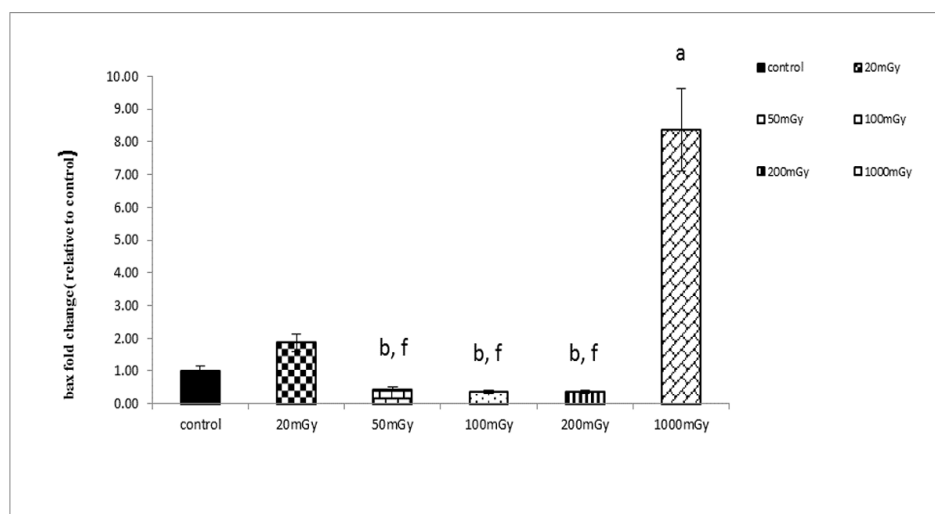 a
10.00
9.00
8.00
7.00
6.00
5.00
4.00
3.00
2.00
1.00
0.00
bax fold change( relative to control)
b, f
b, f
b, f
control
20mGy
50mGy
100mGy
200mGy
1000mGy
control 20mGy
50mGy 100mGy
200mGy 1000mGy